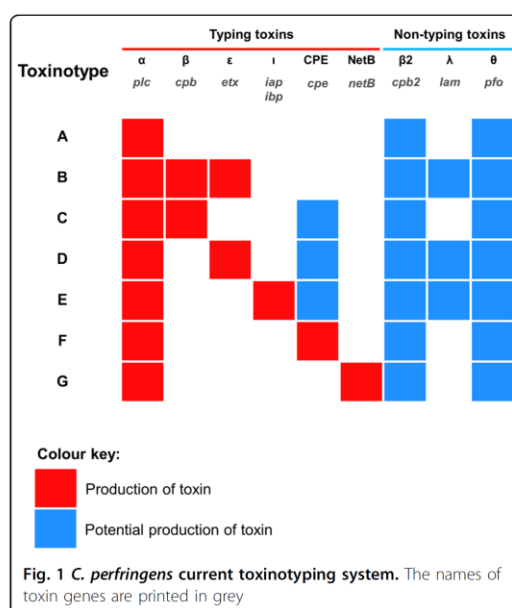 Typing toxins Non-typing toxins
Toxinotype α β ε ι CPE NetB β2 λ θ
plc cpb etx iap cpe netB cpb2 lam pfo
ibp
A
B
C
D
E
F
G
Colour key:
Production of toxin
Potential production of toxin
Fig. 1 C. perfringens current toxinotyping system. The names of
toxin genes are printed in grey